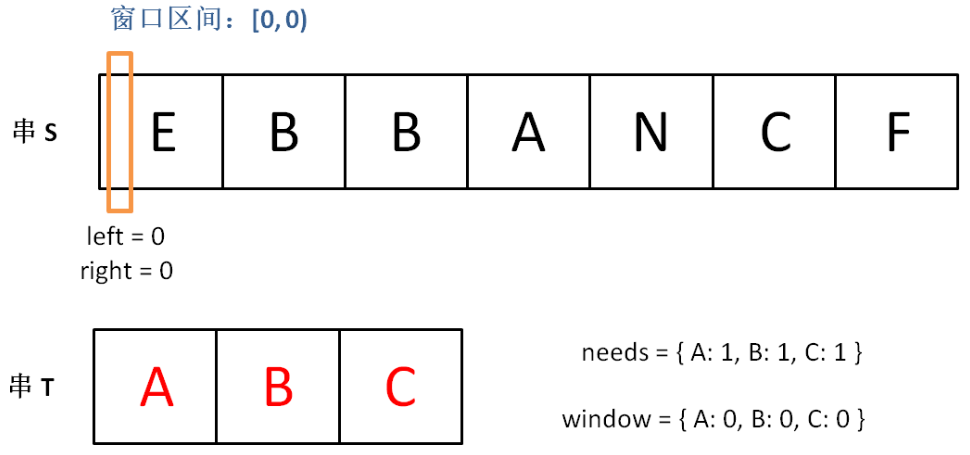 窗口区间：[0, 0)
串 S
E B B A N C F
left = 0
right = 0
串 T
A B C
needs = { A: 1, B: 1, C: 1 }
window = { A: 0, B: 0, C: 0 }